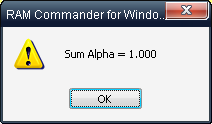 RAM Commander for Windo...
Sum Alpha = 1.000
OK